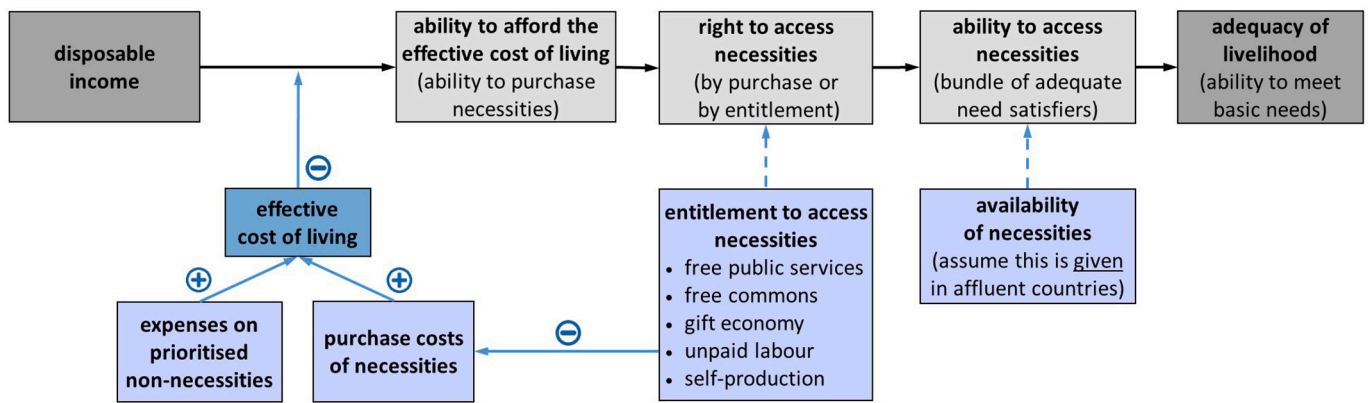 disposable
income
ability to afford the
effective cost of living
(ability to purchase
necessities)
right to access
necessities
(by purchase or
by entitlement)
ability to access
necessities
(bundle of adequate
need satisfiers)
adequacy of
livelihood
(ability to meet
basic needs)
effective
cost of living
entitlement to access
necessities
• free public services
• free commons
• gift economy
• unpaid labour
• self-production
availability
of necessities
(assume this is given
in affluent countries)
expenses on
prioritised
non-necessities
purchase costs
of necessities